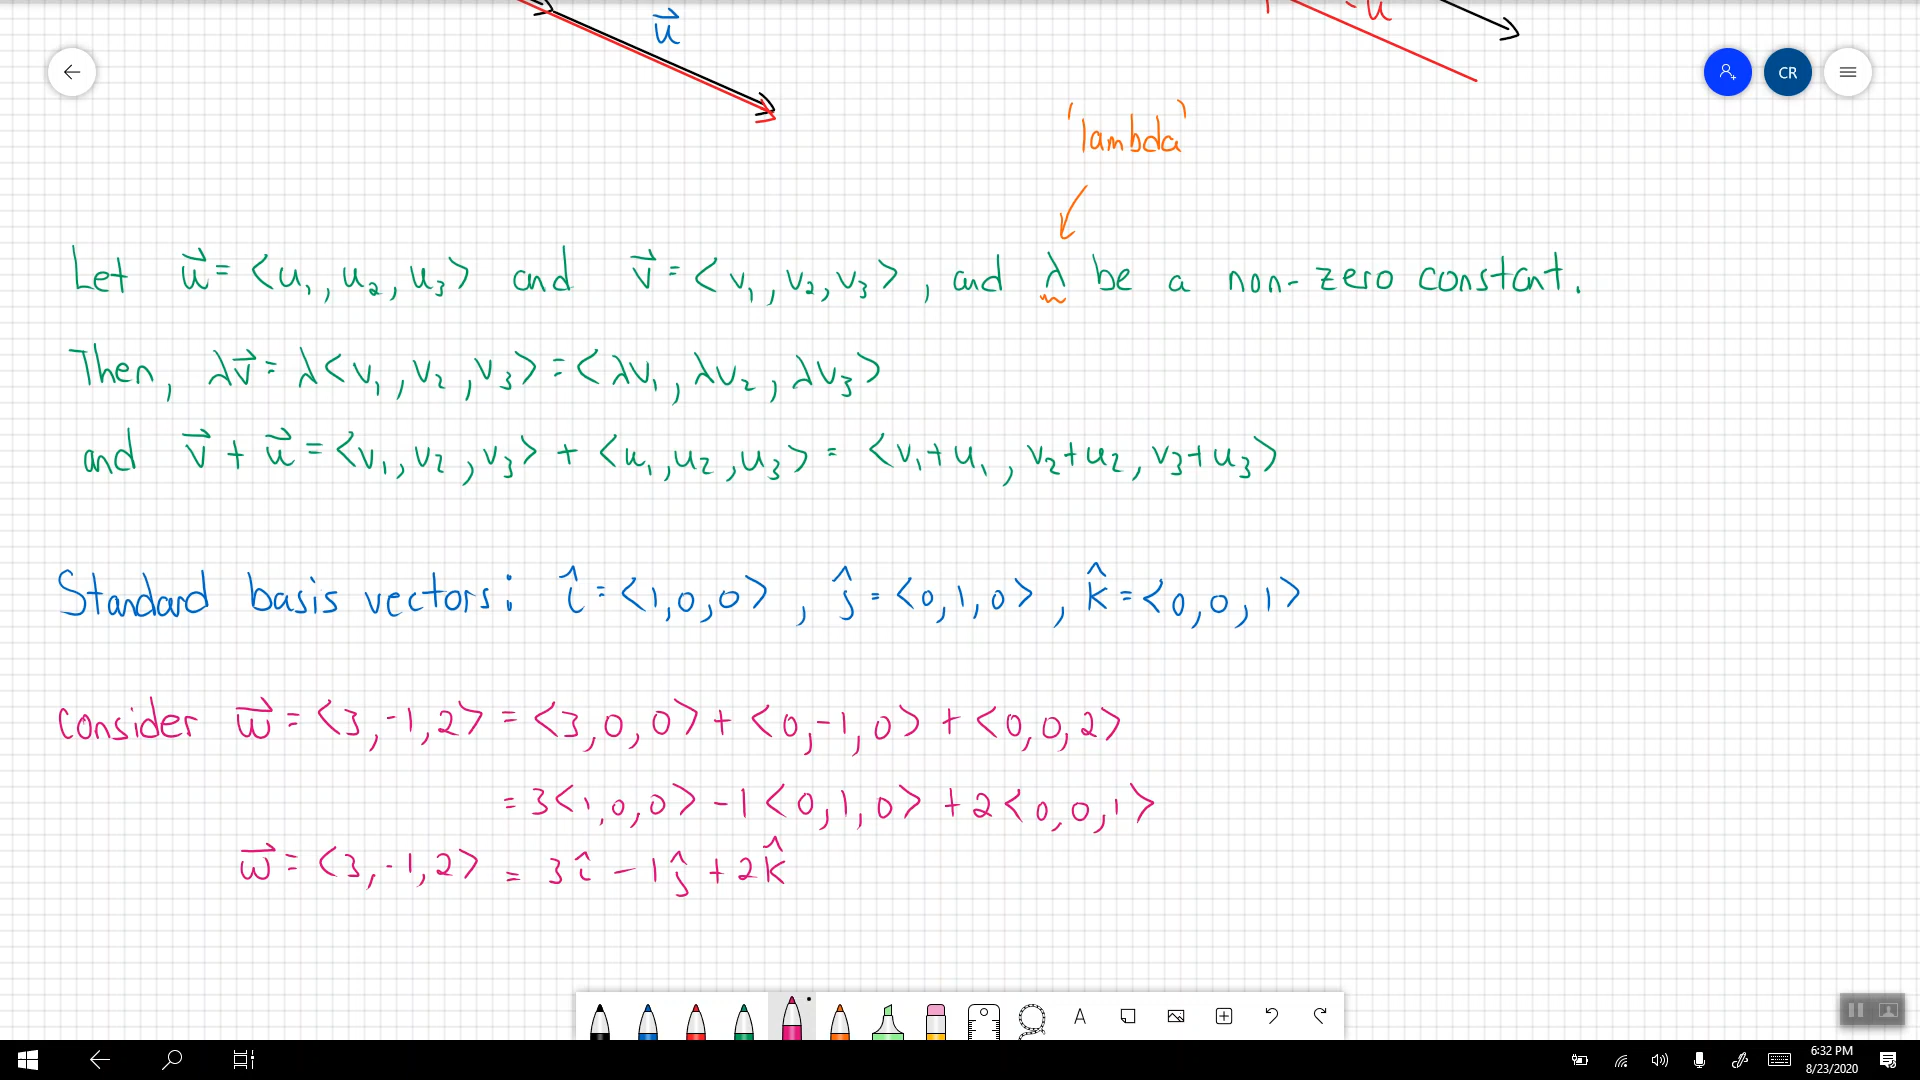 u⃗
-u
CR
'lambda'
Let u⃗ = <u₁, u₂, u₃> and v⃗ = <v₁, v₂, v₃>, and λ be a non-zero constant.
Then, λv⃗ = λ<v₁, v₂, v₃> = <λv₁, λv₂, λv₃>
and v⃗ + u⃗ = <v₁, v₂, v₃> + <u₁, u₂, u₃> = <v₁+u₁, v₂+u₂, v₃+u₃>
Standard basis vectors: î = <1, 0, 0>, ĵ = <0, 1, 0>, k̂ = <0, 0, 1>
Consider w⃗ = <3, -1, 2> = <3, 0, 0> + <0, -1, 0> + <0, 0, 2>
= 3<1, 0, 0> - 1<0, 1, 0> + 2<0, 0, 1>
w⃗ = <3, -1, 2> = 3î - 1ĵ + 2k̂
A
6:32 PM
8/23/2020